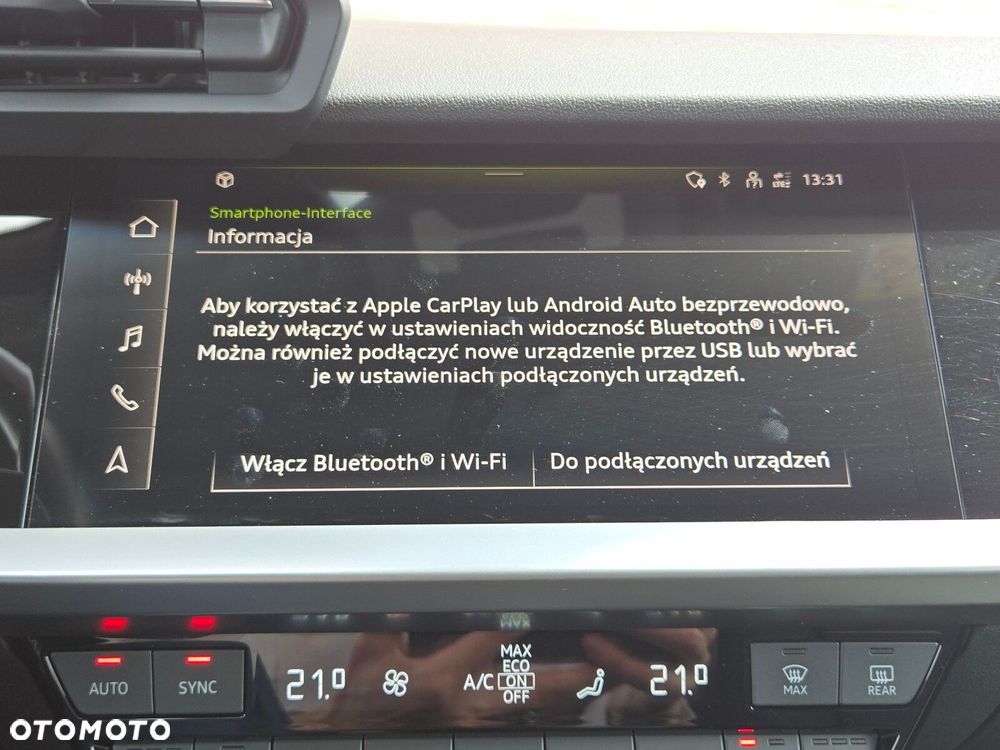 LTE
13:31
Smartphone-Interface
Informacja
Aby korzystać z Apple CarPlay lub Android Auto bezprzewodowo,
należy włączyć w ustawieniach widoczność Bluetooth® i Wi-Fi.
Można również podłączyć nowe urządzenie przez USB lub wybrać
je w ustawieniach podłączonych urządzeń.
Włącz Bluetooth® i Wi-Fi
Do podłączonych urządzeń
AUTO
SYNC
21.0
A/C
MAX
ECO
ON
OFF
21.0
MAX
REAR
OTOMOTO